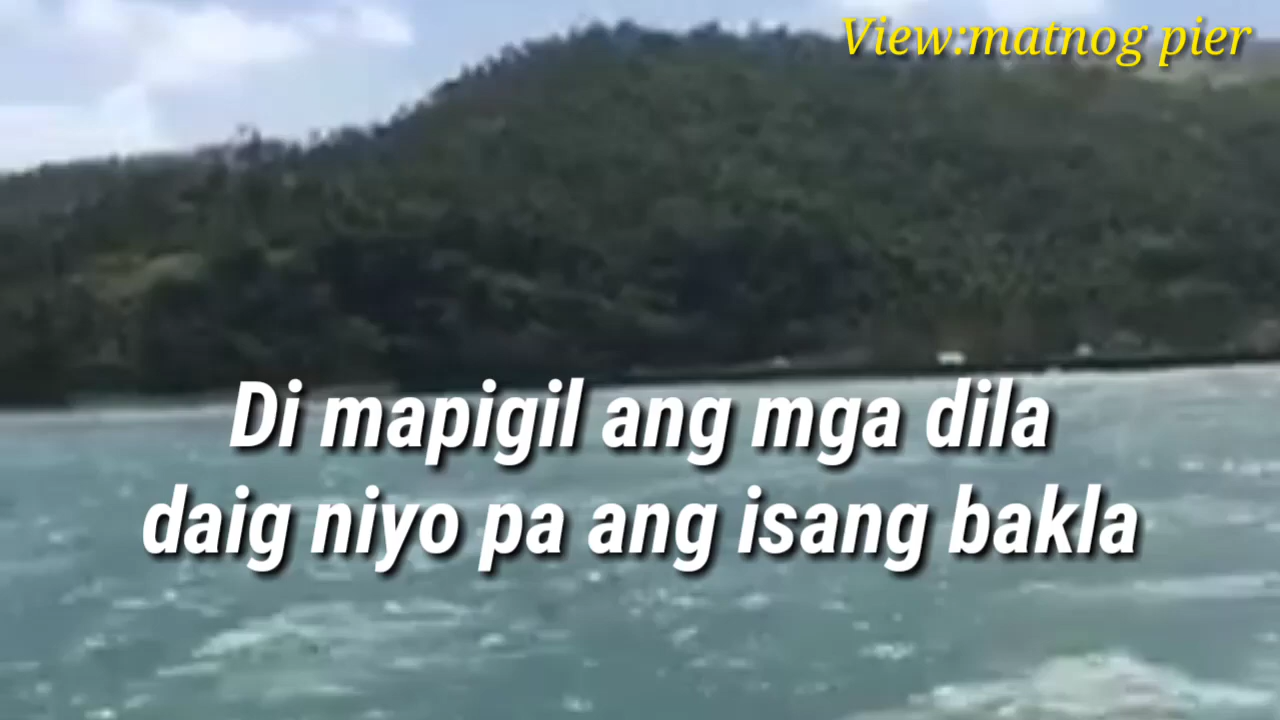 View:matnog pier
Di mapigil ang mga dila
daig niyo pa ang isang bakla